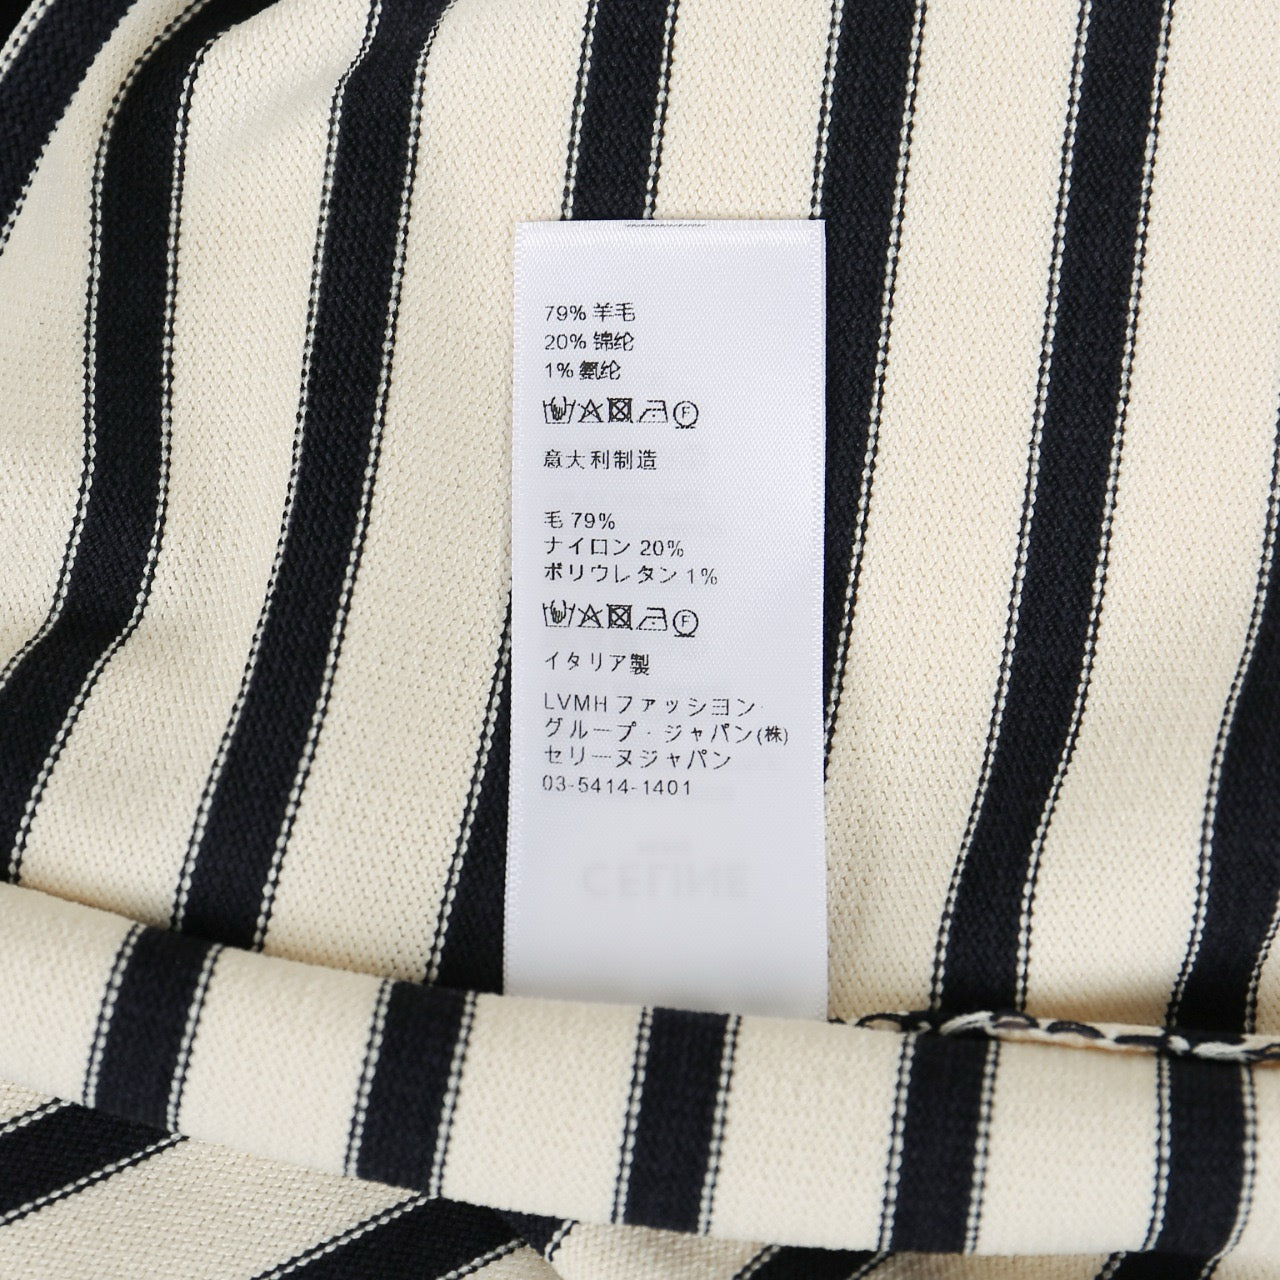 79% 羊毛
20% 锦纶
1% 氨纶
F
意大利制造
毛 79%
ナイロン 20%
ポリウレタン 1%
F
イタリア製
LVMH ファッシヨン
グループ・ジャパン(株)
セリーヌジャパン
03-5414-1401
CELINE